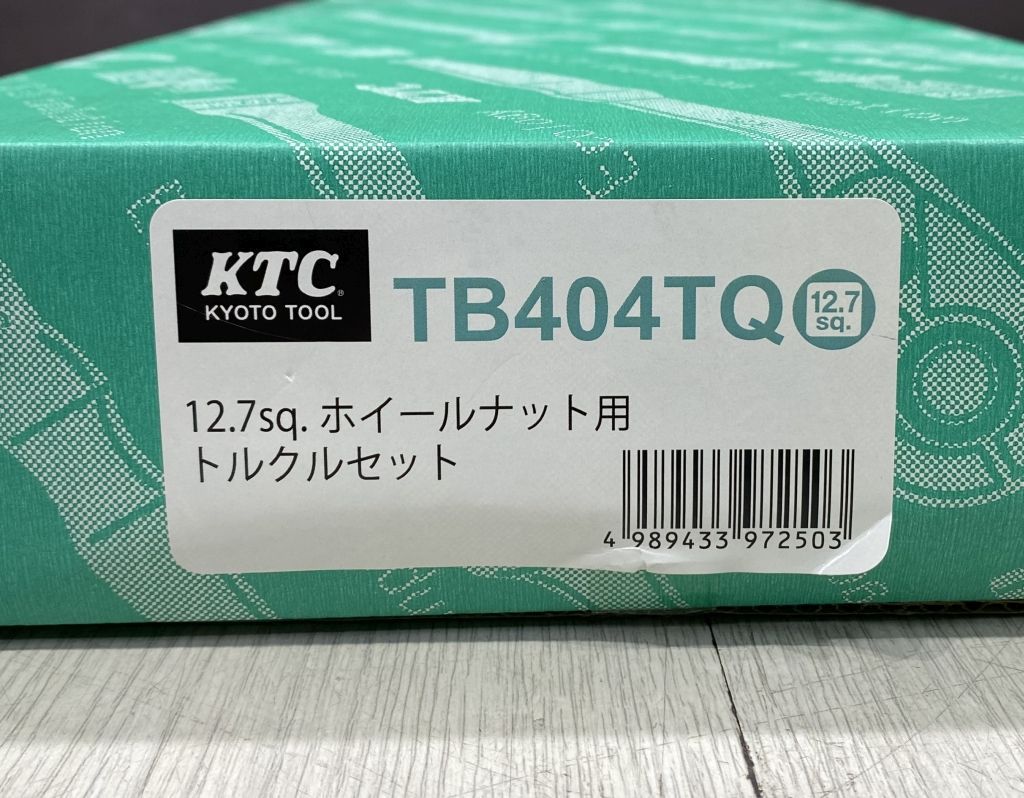 KTC
KYOTO TOOL
TB404TQ
12.7
sq.
12.7sq. ホイールナット用
トルクルセット
4 989433 972503